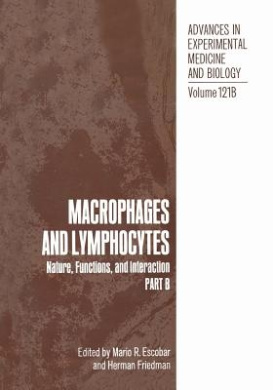 ADVANCES IN
EXPERIMENTAL
MEDICINE
AND BIOLOGY
Volume 121B
MACROPHAGES
AND LYMPHOCYTES
Nature, Functions, and Interaction
PART B
Edited by Mario R. Escobar
and Herman Friedman